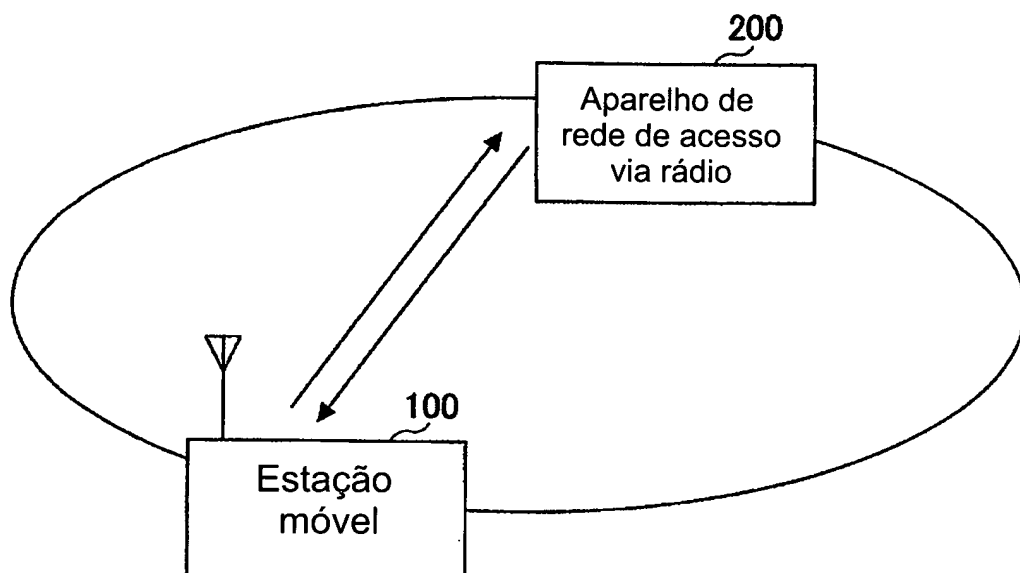 200
Aparelho de
rede de acesso
via rádio
100
Estação
móvel